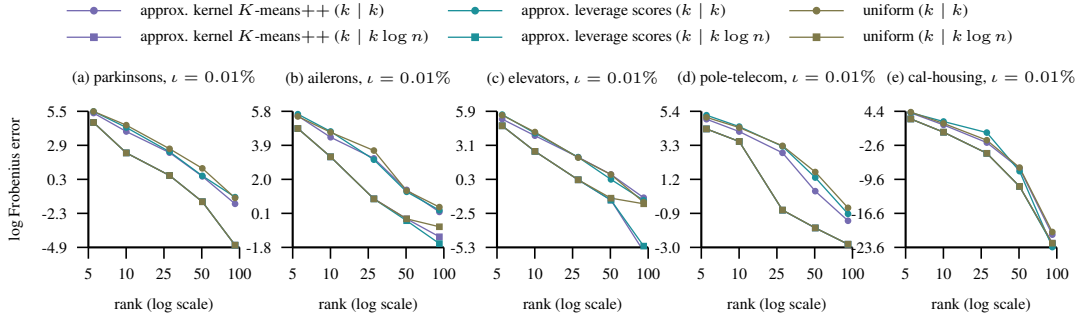 approx. kernel K-means++ (k | k) approx. leverage scores (k | k) uniform (k | k)
approx. kernel K-means++ (k | k log n) approx. leverage scores (k | k log n) uniform (k | k log n)
(a) parkinsons, ι = 0.01% (b) ailerons, ι = 0.01% (c) elevators, ι = 0.01% (d) pole-telecom, ι = 0.01% (e) cal-housing, ι = 0.01%
log Frobenius error
5.5 5.8 5.9 5.4 4.4
2.9 3.9 3.1 3.3 -2.6
0.3 2.0 0.3 1.2 -9.6
-2.3 0.1 -2.5 -0.9 -16.6
-4.9 -1.8 -5.3 -3.0 -23.6
5 10 25 50 100 5 10 25 50 100 5 10 25 50 100 5 10 25 50 100 5 10 25 50 100
rank (log scale) rank (log scale) rank (log scale) rank (log scale) rank (log scale)